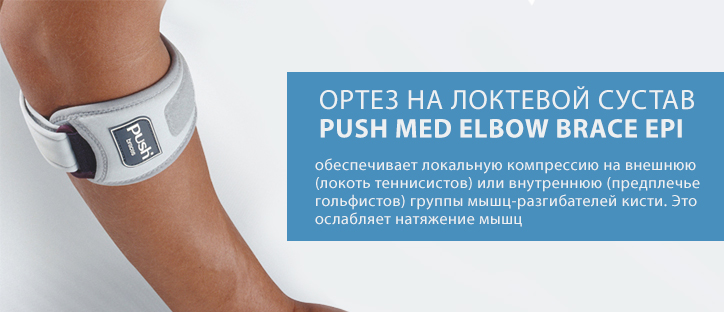 push
braces
ОРТЕЗ НА ЛОКТЕВОЙ СУСТАВ
PUSH MED ELBOW BRACE EPI
обеспечивает локальную компрессию на внешнюю
(локоть теннисистов) или внутреннюю (предплечье
гольфистов) группы мышц-разгибателей кисти. Это
ослабляет натяжение мышц